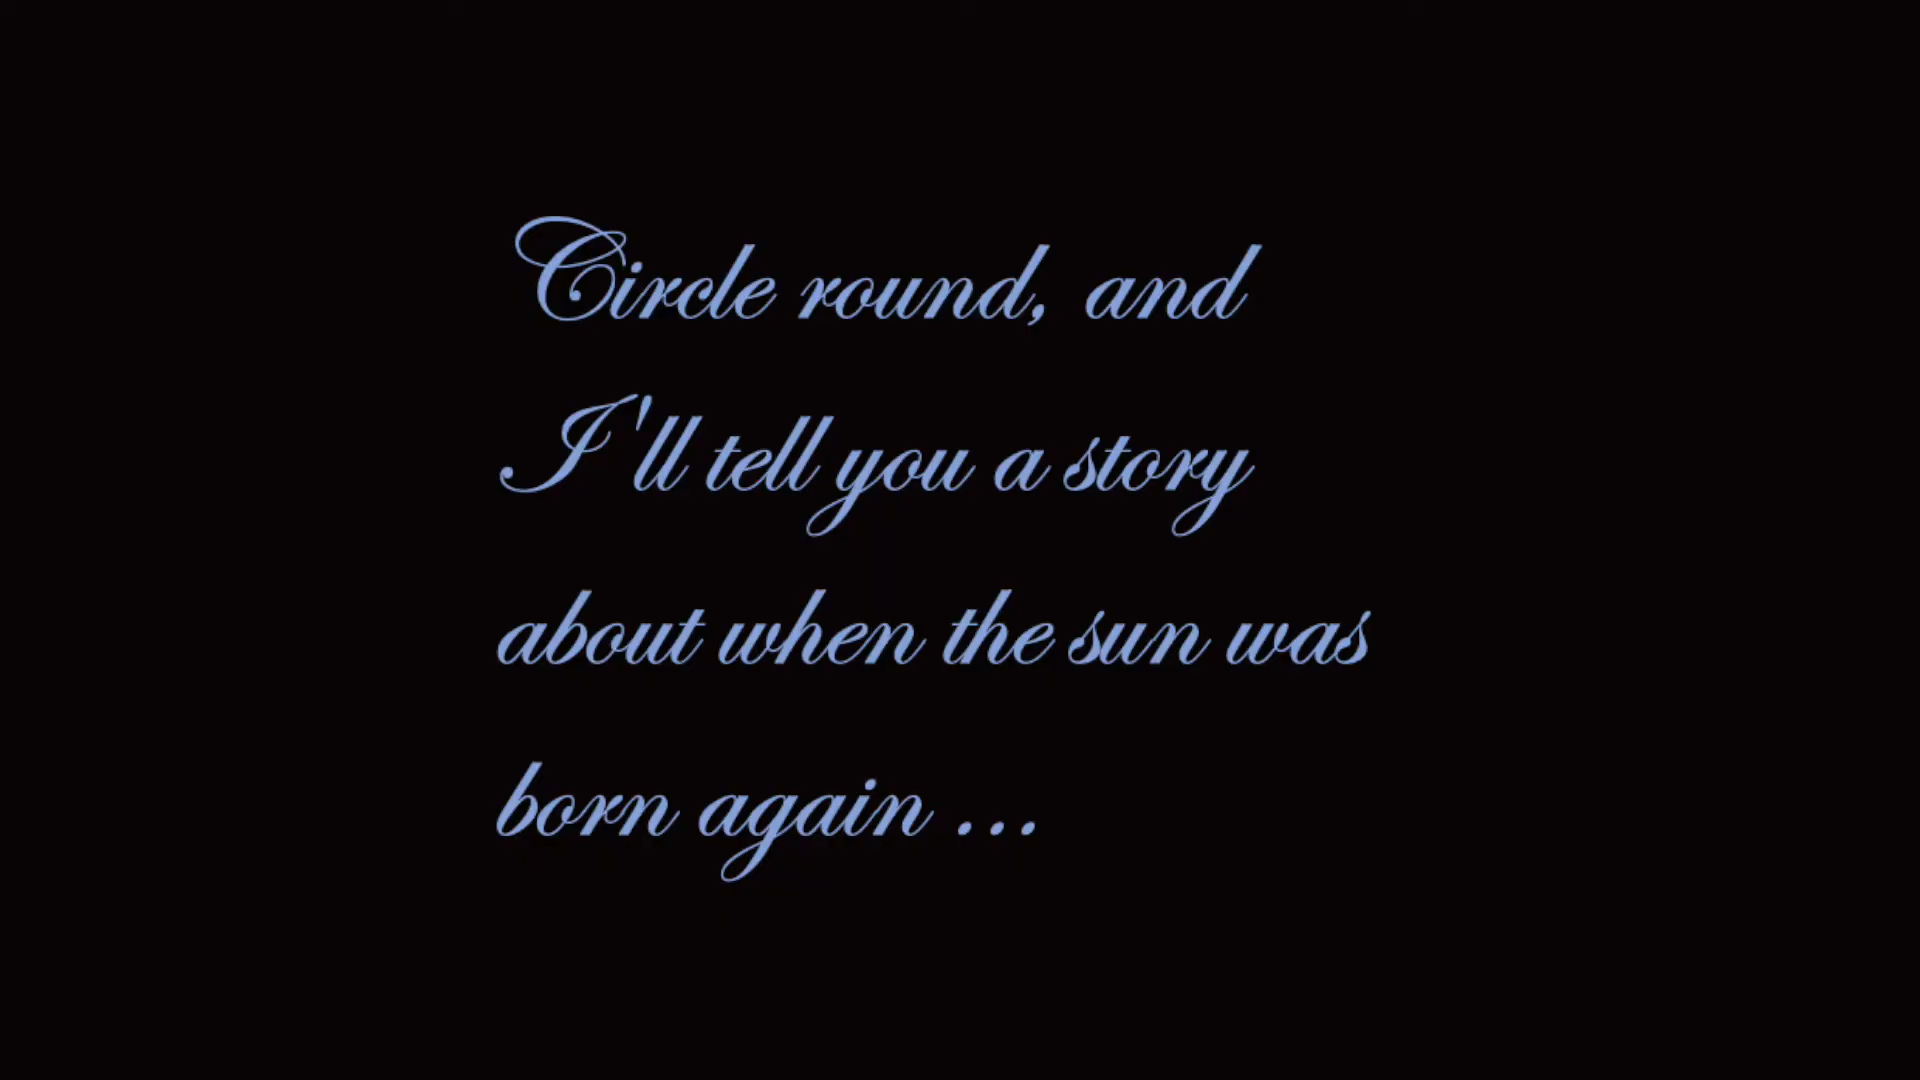 Circle round, and
I'll tell you a story
about when the sun was
born again ...